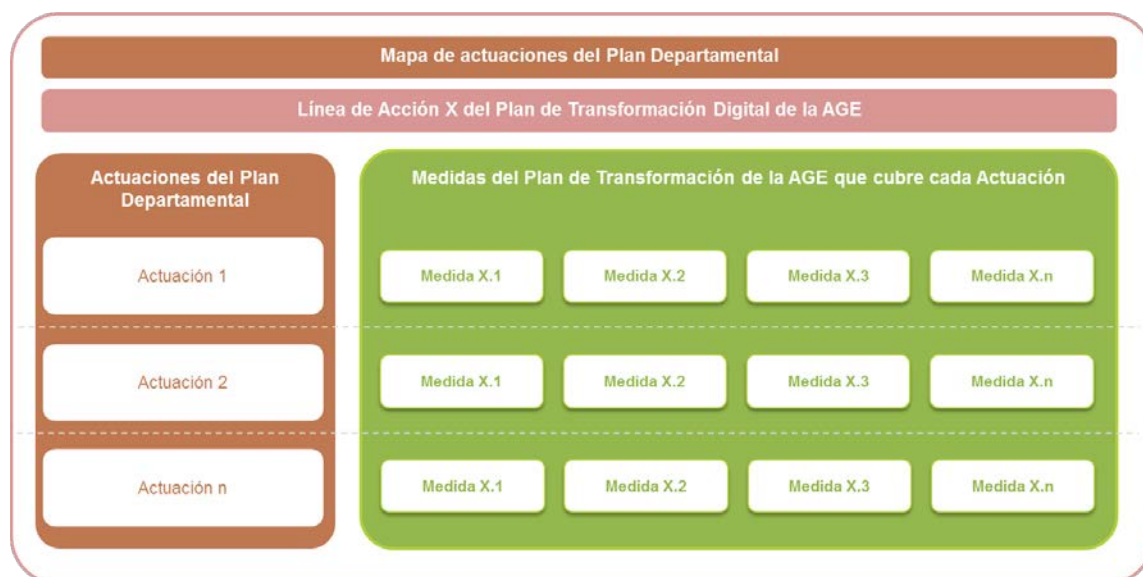 Mapa de actuaciones del Plan Departamental
Línea de Acción X del Plan de Transformación Digital de la AGE
Actuaciones del Plan
Departamental
Medidas del Plan de Transformación de la AGE que cubre cada Actuación
Actuación 1
Medida X.1
Medida X.2
Medida X.3
Medida X.n
Actuación 2
Medida X.1
Medida X.2
Medida X.3
Medida X.n
Actuación n
Medida X.1
Medida X.2
Medida X.3
Medida X.n